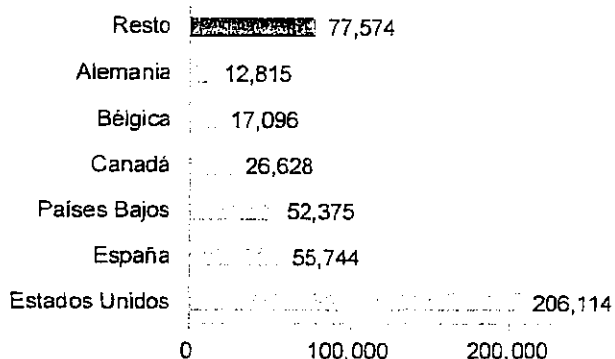 Resto 77,574
Alemania 12,815
Bélgica 17,096
Canadá 26,628
Países Bajos 52,375
España 55,744
Estados Unidos 206,114
0 100,000 200,000